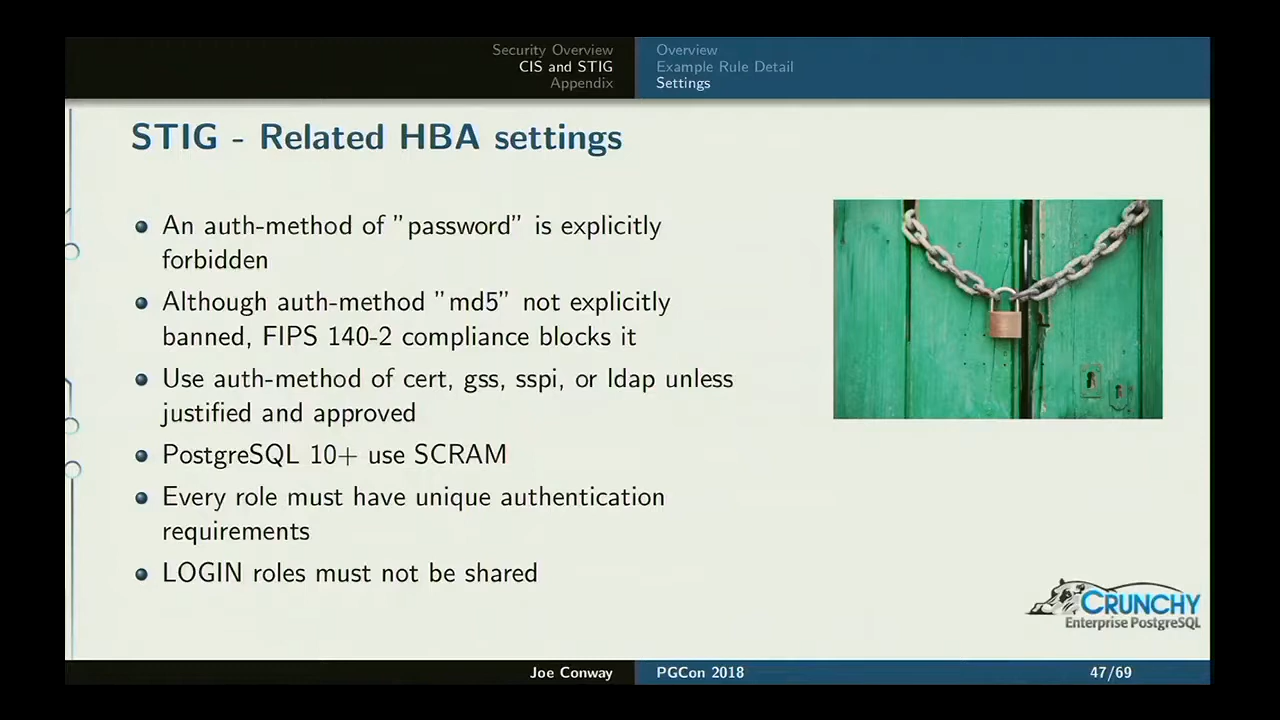 Security Overview
CIS and STIG
Appendix
Overview
Example Rule Detail
Settings
STIG - Related HBA settings
An auth-method of ”password” is explicitly
forbidden
Although auth-method ”md5” not explicitly
banned, FIPS 140-2 compliance blocks it
Use auth-method of cert, gss, sspi, or ldap unless
justified and approved
PostgreSQL 10+ use SCRAM
Every role must have unique authentication
requirements
LOGIN roles must not be shared
CRUNCHY
Enterprise PostgreSQL
Joe Conway
PGCon 2018
47/69